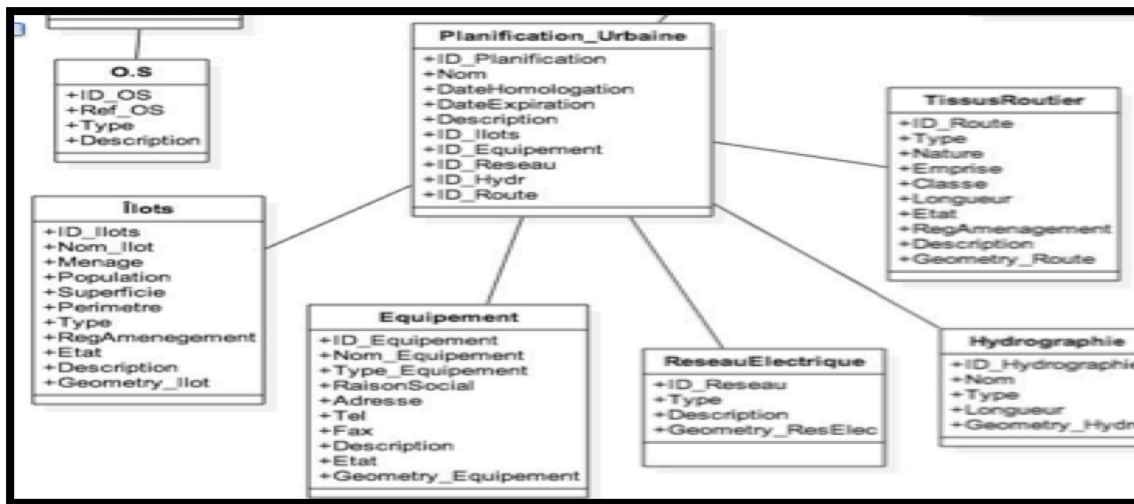 O.S
+ID_OS
+Ref_OS
+Type
+Description
Planification_Urbaine
+ID_Planification
+Nom
+DateHomologation
+DateExpiration
+Description
+ID_Ilots
+ID_Equipement
+ID_Reseau
+ID_Hydr
+ID_Route
TissusRoutier
+ID_Route
+Type
+Nature
+Emprise
+Classe
+Longueur
+Etat
+RegAmenagement
+Description
+Geometry_Route
Îlots
+ID_Ilots
+Nom_Ilot
+Menage
+Population
+Superficie
+Perimetre
+Type
+RegAmenegement
+Etat
+Description
+Geometry_Ilot
Equipement
+ID_Equipement
+Nom_Equipement
+Type_Equipement
+RaisonSocial
+Adresse
+Tel
+Fax
+Description
+Etat
+Geometry_Equipement
ReseauElectrique
+ID_Reseau
+Type
+Description
+Geometry_ResElec
Hydrographie
+ID_Hydrographie
+Nom
+Type
+Longueur
+Geometry_Hydr